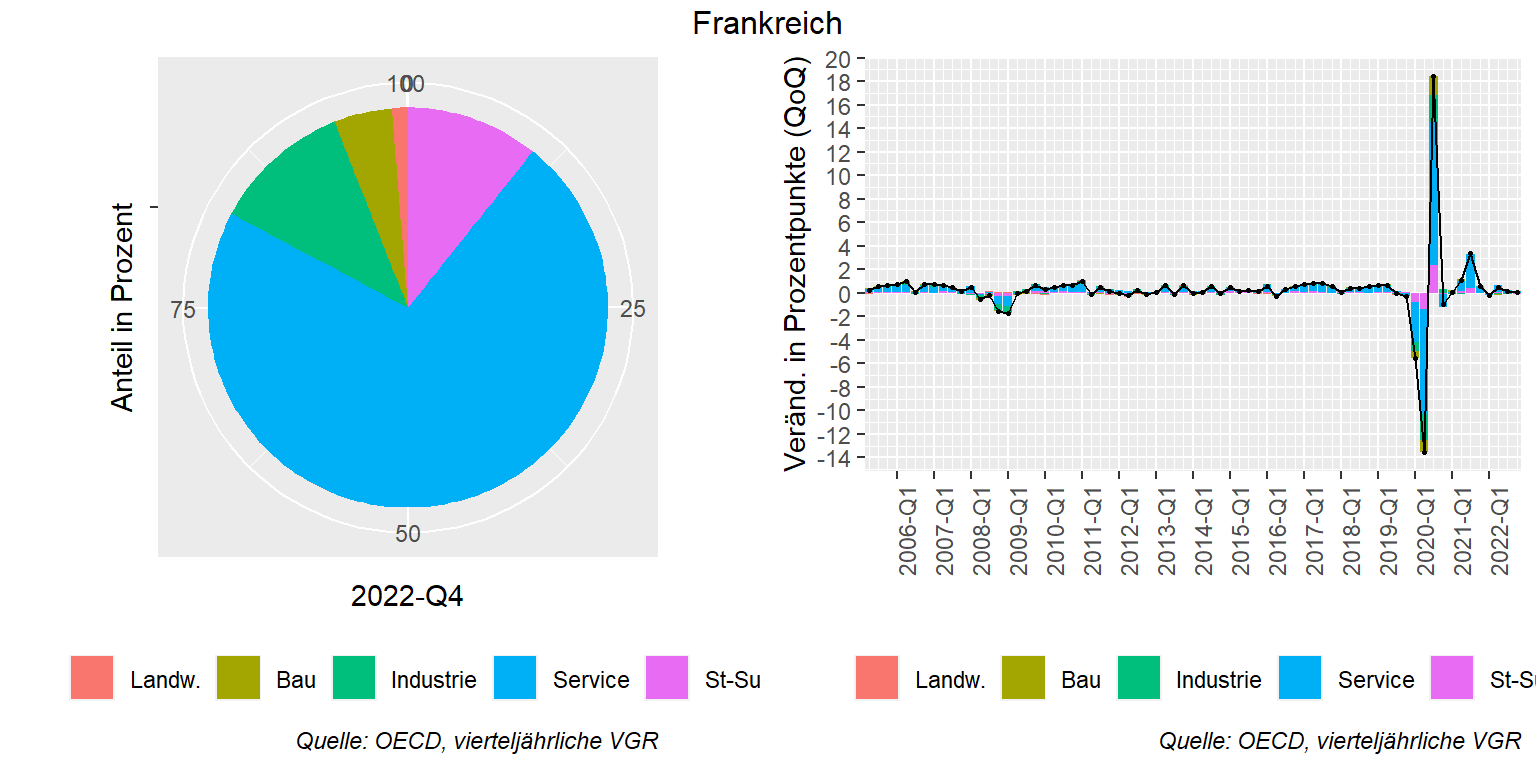 Frankreich
Anteil in Prozent
100
0
25
50
75
2022-Q4
Landw. Bau Industrie Service St-Su
Quelle: OECD, vierteljährliche VGR
Veränd. in Prozentpunkte (QoQ)
20
18
16
14
12
10
8
6
4
2
0
-2
-4
-6
-8
-10
-12
-14
2006-Q1
2007-Q1
2008-Q1
2009-Q1
2010-Q1
2011-Q1
2012-Q1
2013-Q1
2014-Q1
2015-Q1
2016-Q1
2017-Q1
2018-Q1
2019-Q1
2020-Q1
2021-Q1
2022-Q1
Landw. Bau Industrie Service St-Su
Quelle: OECD, vierteljährliche VGR